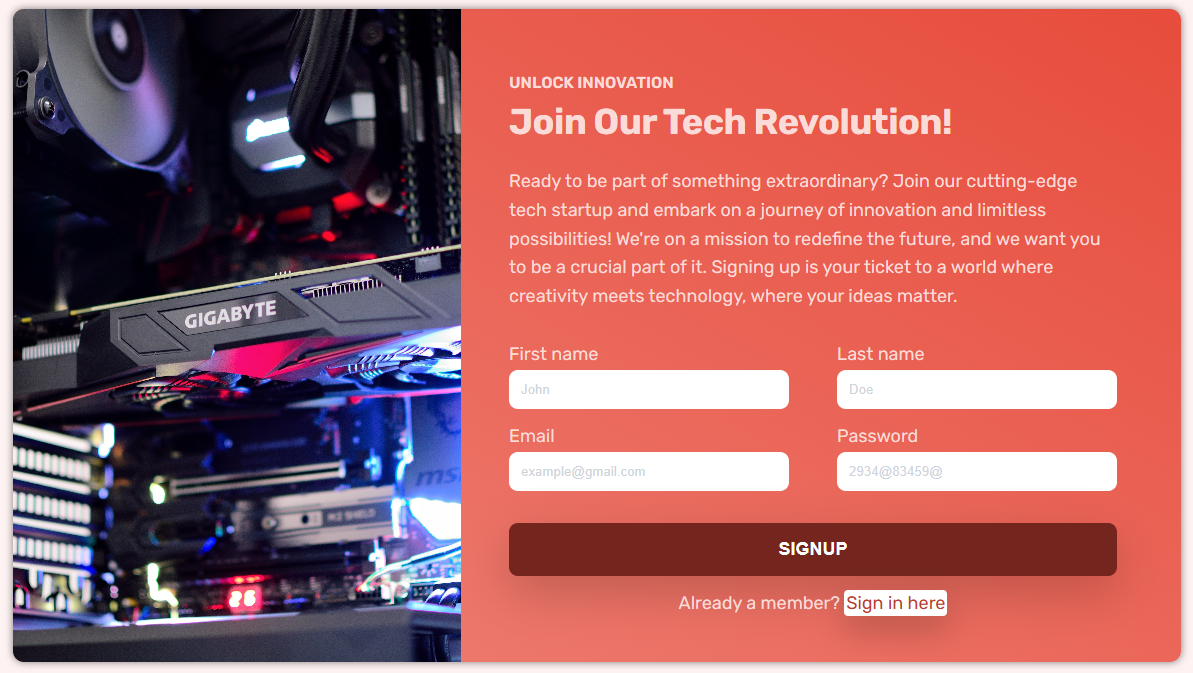 GIGABYTE
msi
M.2 SHIELD
26
UNLOCK INNOVATION
Join Our Tech Revolution!
Ready to be part of something extraordinary? Join our cutting-edge
tech startup and embark on a journey of innovation and limitless
possibilities! We're on a mission to redefine the future, and we want you
to be a crucial part of it. Signing up is your ticket to a world where
creativity meets technology, where your ideas matter.
First name
Last name
John
Doe
Email
Password
example@gmail.com
2934@83459@
SIGNUP
Already a member? Sign in here